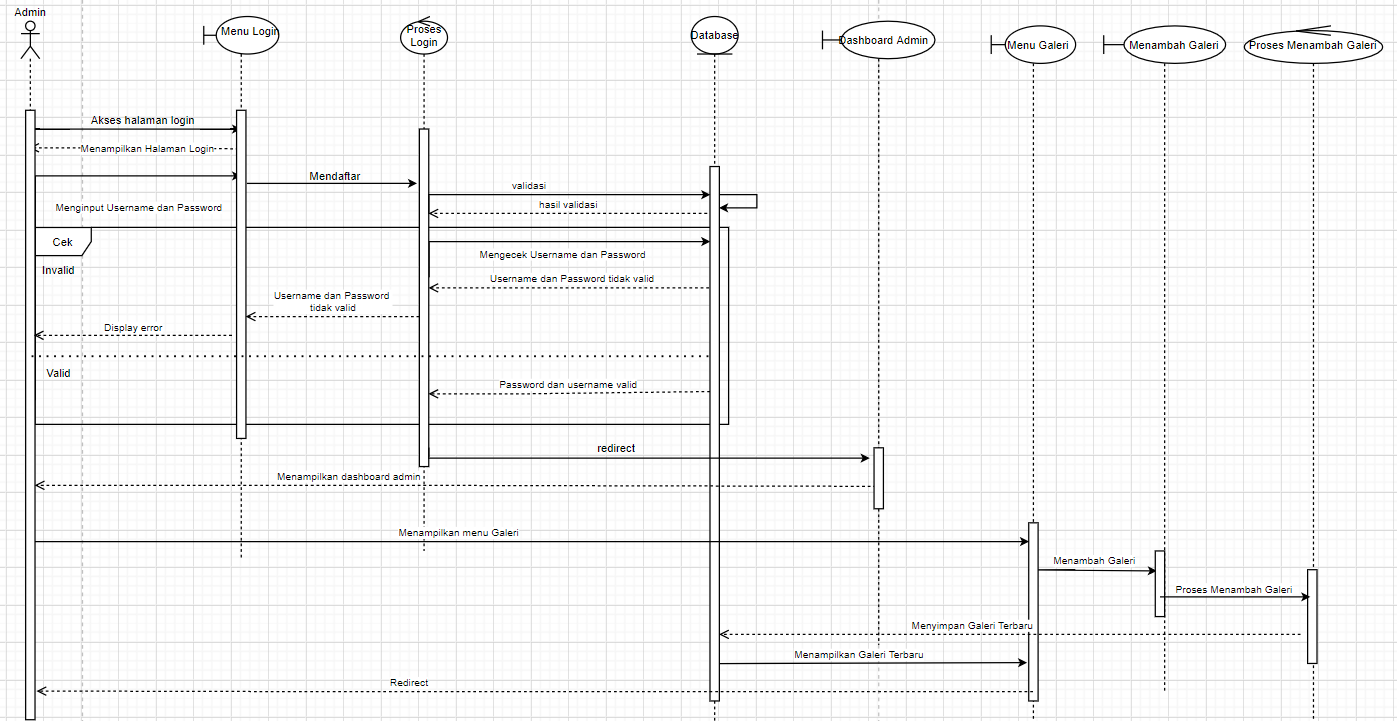 Admin
Menu Login
Proses
Login
Database
Dashboard Admin
Menu Galeri
Menambah Galeri
Proses Menambah Galeri
Akses halaman login
Menampilkan Halaman Login
Mendaftar
validasi
Menginput Username dan Password
hasil validasi
Cek
Mengecek Username dan Password
Invalid
Username dan Password tidak valid
Username dan Password
tidak valid
Display error
Valid
Password dan username valid
redirect
Menampilkan dashboard admin
Menampilkan menu Galeri
Menambah Galeri
Proses Menambah Galeri
Menyimpan Galeri Terbaru
Menampilkan Galeri Terbaru
Redirect